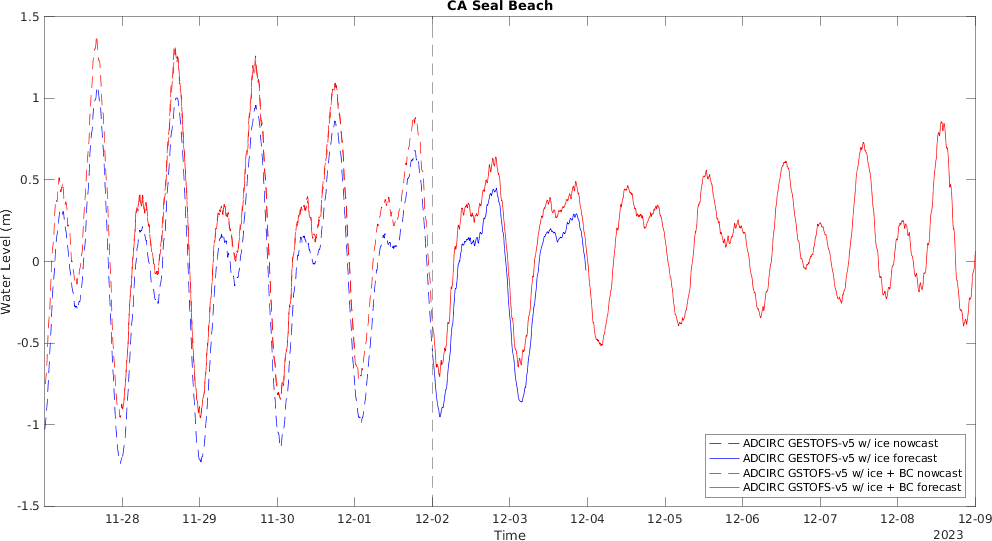 CA Seal Beach
1.5
1
0.5
0
-0.5
-1
-1.5
Water Level (m)
11-28 11-29 11-30 12-01 12-02 12-03 12-04 12-05 12-06 12-07 12-08 12-09
Time
2023
ADCIRC GESTOFS-v5 w/ ice nowcast
ADCIRC GESTOFS-v5 w/ ice forecast
ADCIRC GSTOFS-v5 w/ ice + BC nowcast
ADCIRC GSTOFS-v5 w/ ice + BC forecast